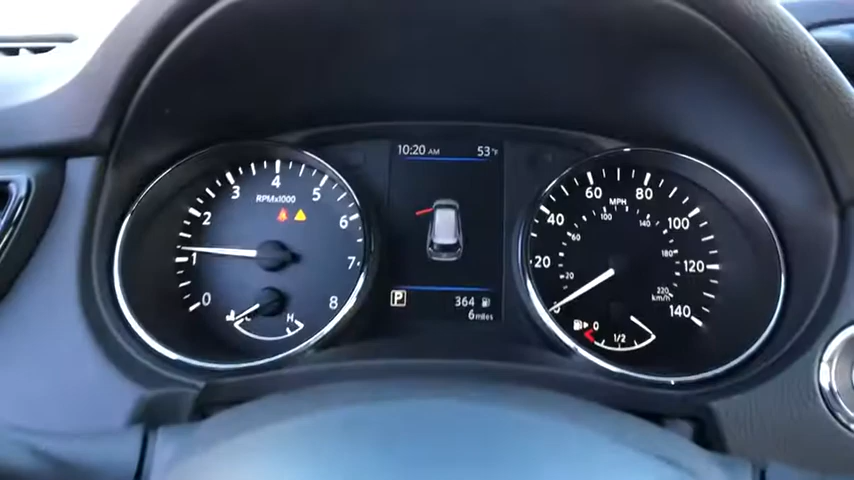 10:20 AM 53°F
0 1 2 3 4 5 6 7 8
RPMx1000
C H
P
364
6 miles
20 40 60 80 100 120 140
MPH
20 60 100 140 180 220
km/h
0 1/2